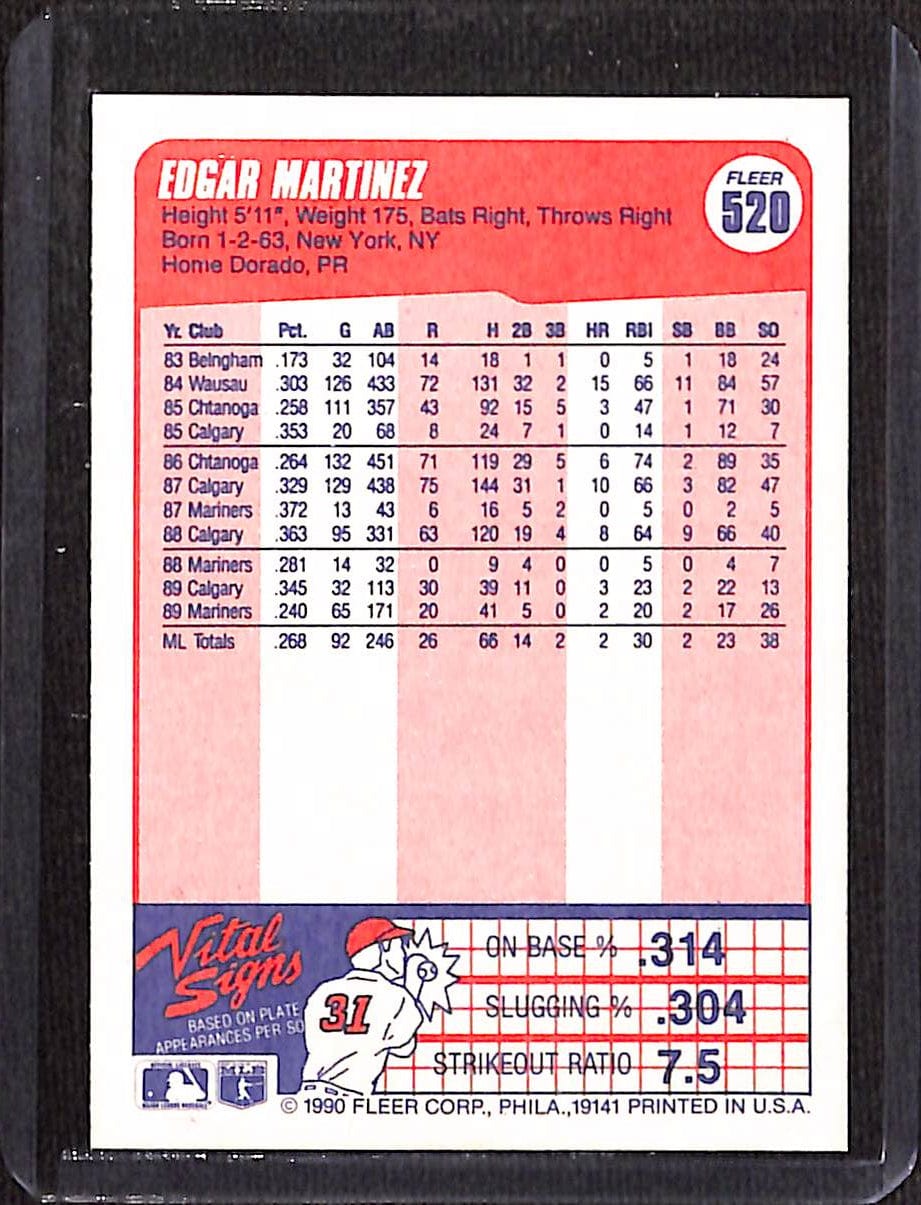 EDGAR MARTINEZ
FLEER
520
Height 5'11", Weight 175, Bats Right, Throws Right
Born 1-2-63, New York, NY
Home Dorado, PR
Yr. Club Pct. G AB R H 2B 3B HR RBI SB BB SO
83 Belngham .173 32 104 14 18 1 1 0 5 1 18 24
84 Wausau .303 126 433 72 131 32 2 15 66 11 84 57
85 Chtanoga .258 111 357 43 92 15 5 3 47 1 71 30
85 Calgary .353 20 68 8 24 7 1 0 14 1 12 7
86 Chtanoga .264 132 451 71 119 29 5 6 74 2 89 35
87 Calgary .329 129 438 75 144 31 1 10 66 3 82 47
87 Mariners .372 13 43 6 16 5 2 0 5 0 2 5
88 Calgary .363 95 331 63 120 19 4 8 64 9 66 40
88 Mariners .281 14 32 0 9 4 0 0 5 0 4 7
89 Calgary .345 32 113 30 39 11 0 3 23 2 22 13
89 Mariners .240 65 171 20 41 5 0 2 20 2 17 26
ML Totals .268 92 246 26 66 14 2 2 30 2 23 38
Vital
Signs
BASED ON PLATE
APPEARANCES PER SO
31
ON BASE % .314
SLUGGING % .304
STRIKEOUT RATIO 7.5
© 1990 FLEER CORP., PHILA.,19141 PRINTED IN U.S.A.